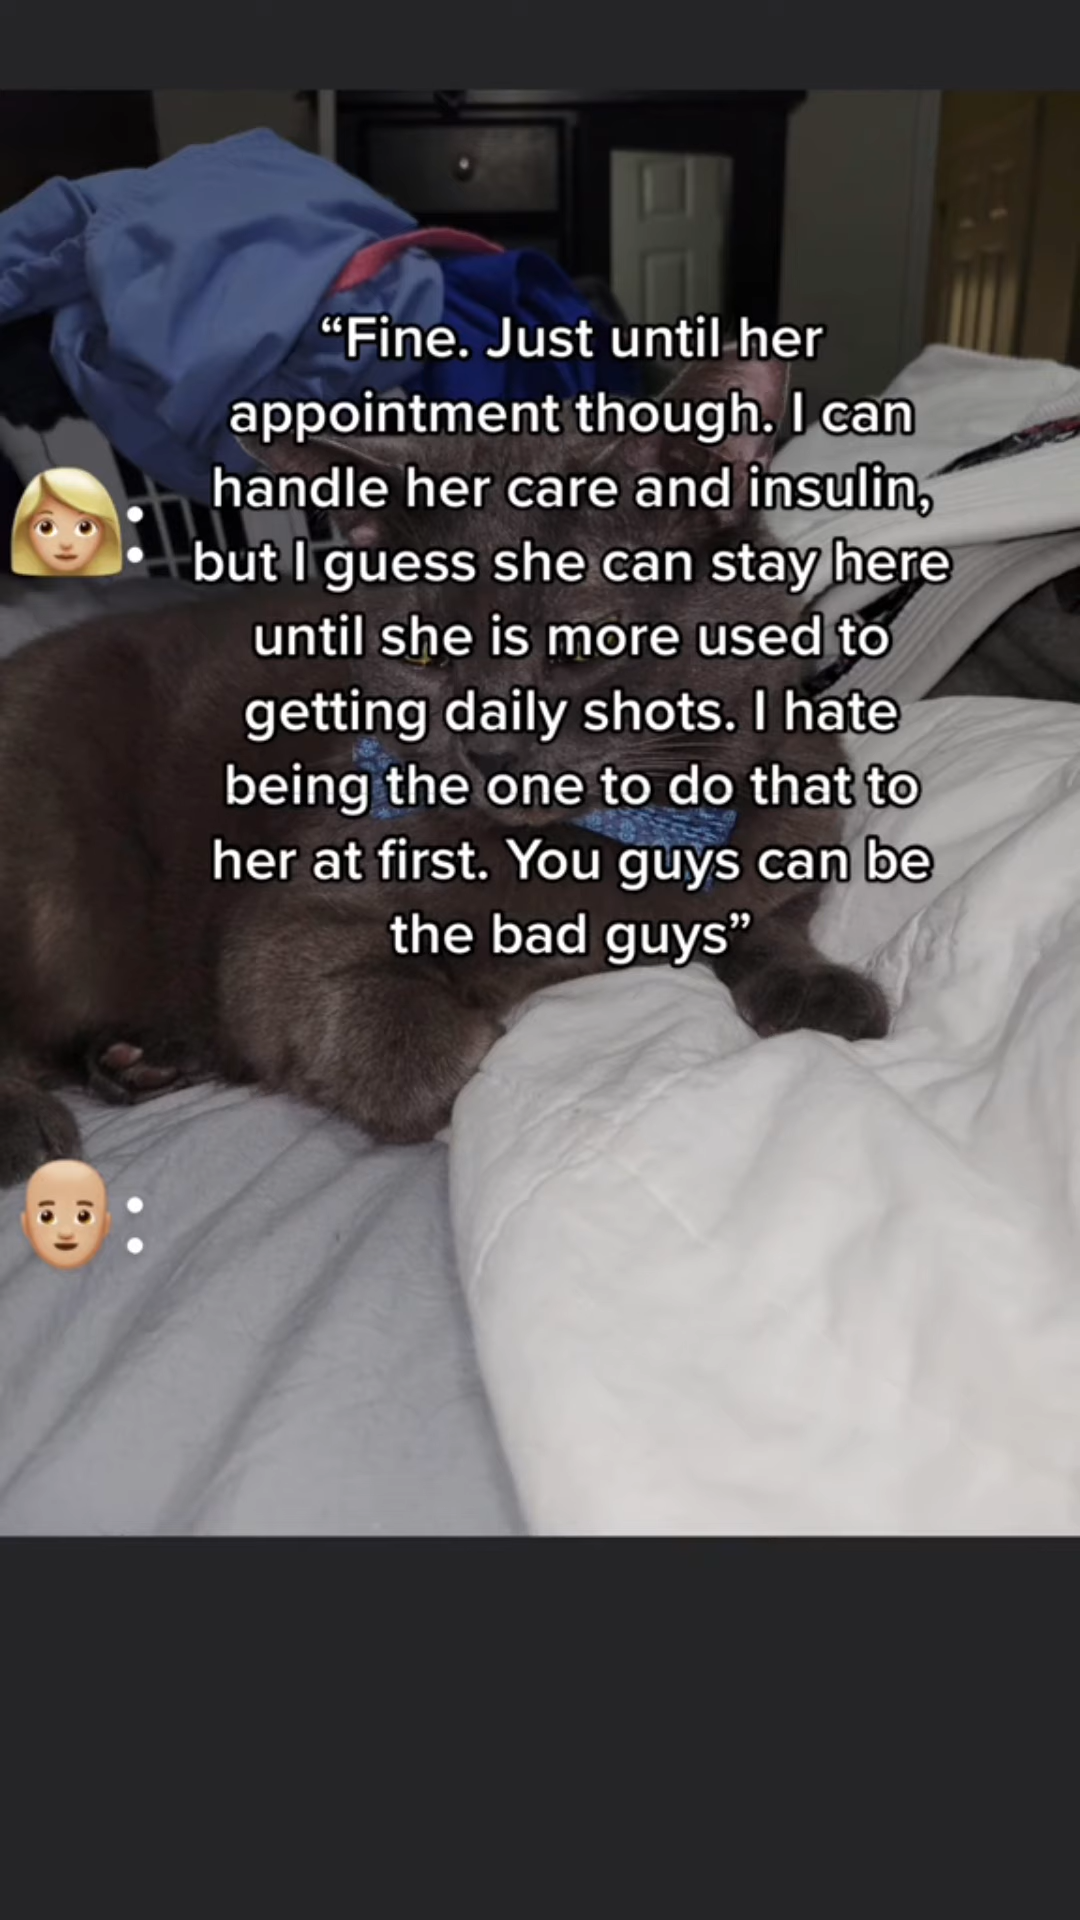 “Fine. Just until her
appointment though. I can
handle her care and insulin,
👩🏼: but I guess she can stay here
until she is more used to
getting daily shots. I hate
being the one to do that to
her at first. You guys can be
the bad guys”
👨🏼‍🦲: